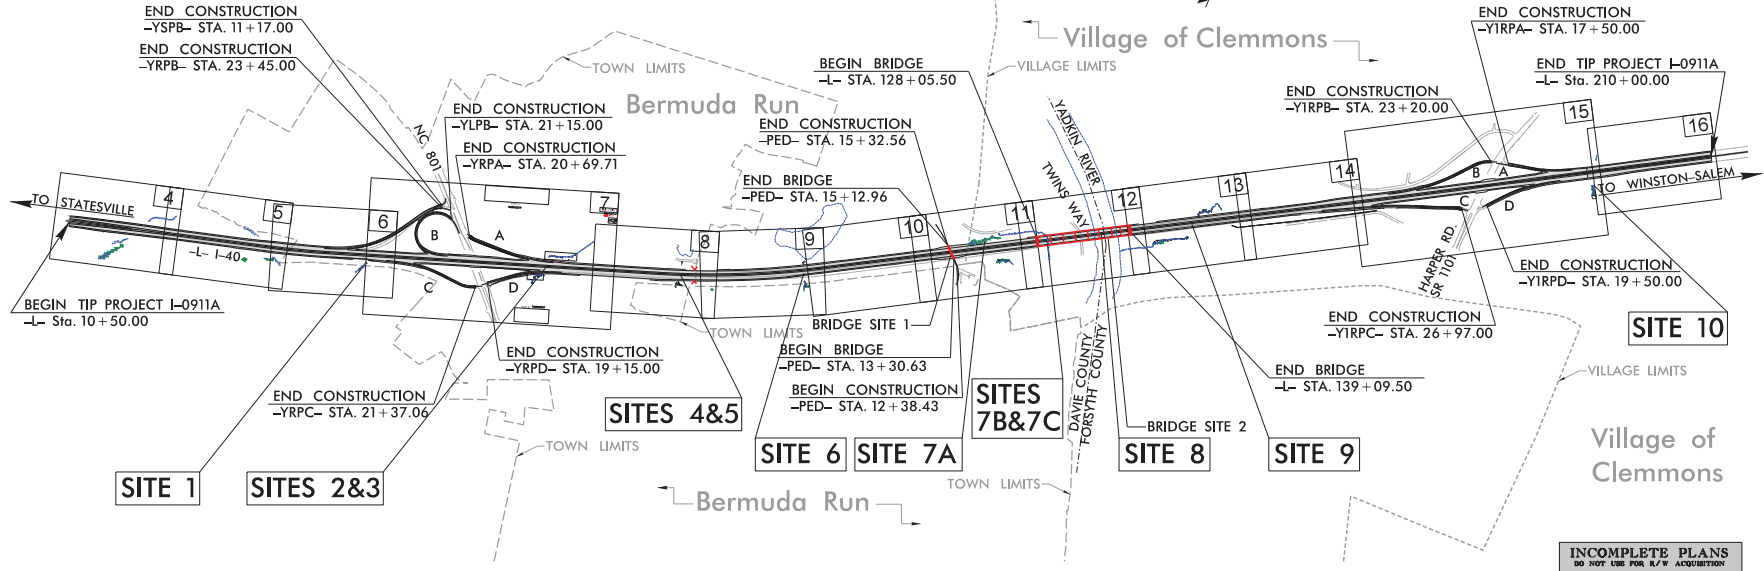 END CONSTRUCTION
-YSPB- STA. 11+17.00
END CONSTRUCTION
-YRPB- STA. 23+45.00
TOWN LIMITS
Bermuda Run
END CONSTRUCTION
-YLPB- STA. 21+15.00
END CONSTRUCTION
-YRPA- STA. 20+69.71
NC 801
BEGIN BRIDGE
-L- STA. 128+05.50
END CONSTRUCTION
-PED- STA. 15+32.56
END BRIDGE
-PED- STA. 15+12.96
Village of Clemmons
VILLAGE LIMITS
YADKIN RIVER
TWINS WAY
END CONSTRUCTION
-Y1RPA- STA. 17+50.00
END TIP PROJECT I-0911A
-L- Sta. 210+00.00
END CONSTRUCTION
-Y1RPB- STA. 23+20.00
TO STATESVILLE
4
5
6
7
8
9
10
11
12
13
14
15
16
TO WINSTON-SALEM
-L- I-40
A
B
C
D
A
B
C
D
BEGIN TIP PROJECT I-0911A
-L- Sta. 10+50.00
END CONSTRUCTION
-YRPC- STA. 21+37.06
END CONSTRUCTION
-YRPD- STA. 19+15.00
TOWN LIMITS
BRIDGE SITE 1
BEGIN BRIDGE
-PED- STA. 13+30.63
BEGIN CONSTRUCTION
-PED- STA. 12+38.43
HARPER RD.
SR 1101
END CONSTRUCTION
-Y1RPD- STA. 19+50.00
END CONSTRUCTION
-Y1RPC- STA. 26+97.00
SITE 10
END BRIDGE
-L- STA. 139+09.50
VILLAGE LIMITS
DAVIE COUNTY
FORSYTH COUNTY
BRIDGE SITE 2
SITES 4&5
SITES
7B&7C
SITE 6
SITE 7A
SITE 8
SITE 9
SITE 1
SITES 2&3
TOWN LIMITS
TOWN LIMITS
Bermuda Run
Village of
Clemmons
INCOMPLETE PLANS
DO NOT USE FOR R/W ACQUISITION